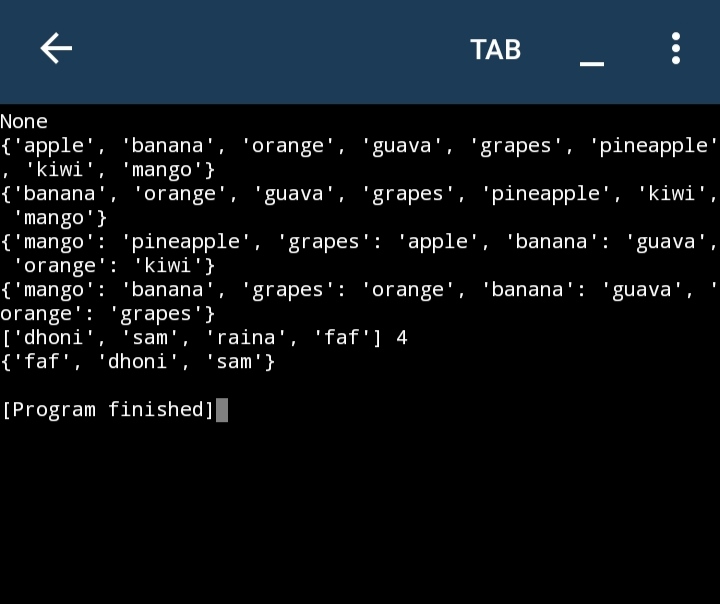 TAB _
None
{'apple', 'banana', 'orange', 'guava', 'grapes', 'pineapple'
, 'kiwi', 'mango'}
{'banana', 'orange', 'guava', 'grapes', 'pineapple', 'kiwi',
 'mango'}
{'mango': 'pineapple', 'grapes': 'apple', 'banana': 'guava',
 'orange': 'kiwi'}
{'mango': 'banana', 'grapes': 'orange', 'banana': 'guava', '
orange': 'grapes'}
['dhoni', 'sam', 'raina', 'faf'] 4
{'faf', 'dhoni', 'sam'}
[Program finished]